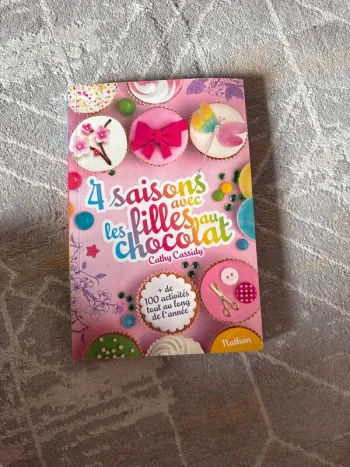 4 saisons
avec
les filles au
chocolat
Cathy Cassidy
+ de
100 activités
tout au long
de l'année
Nathan